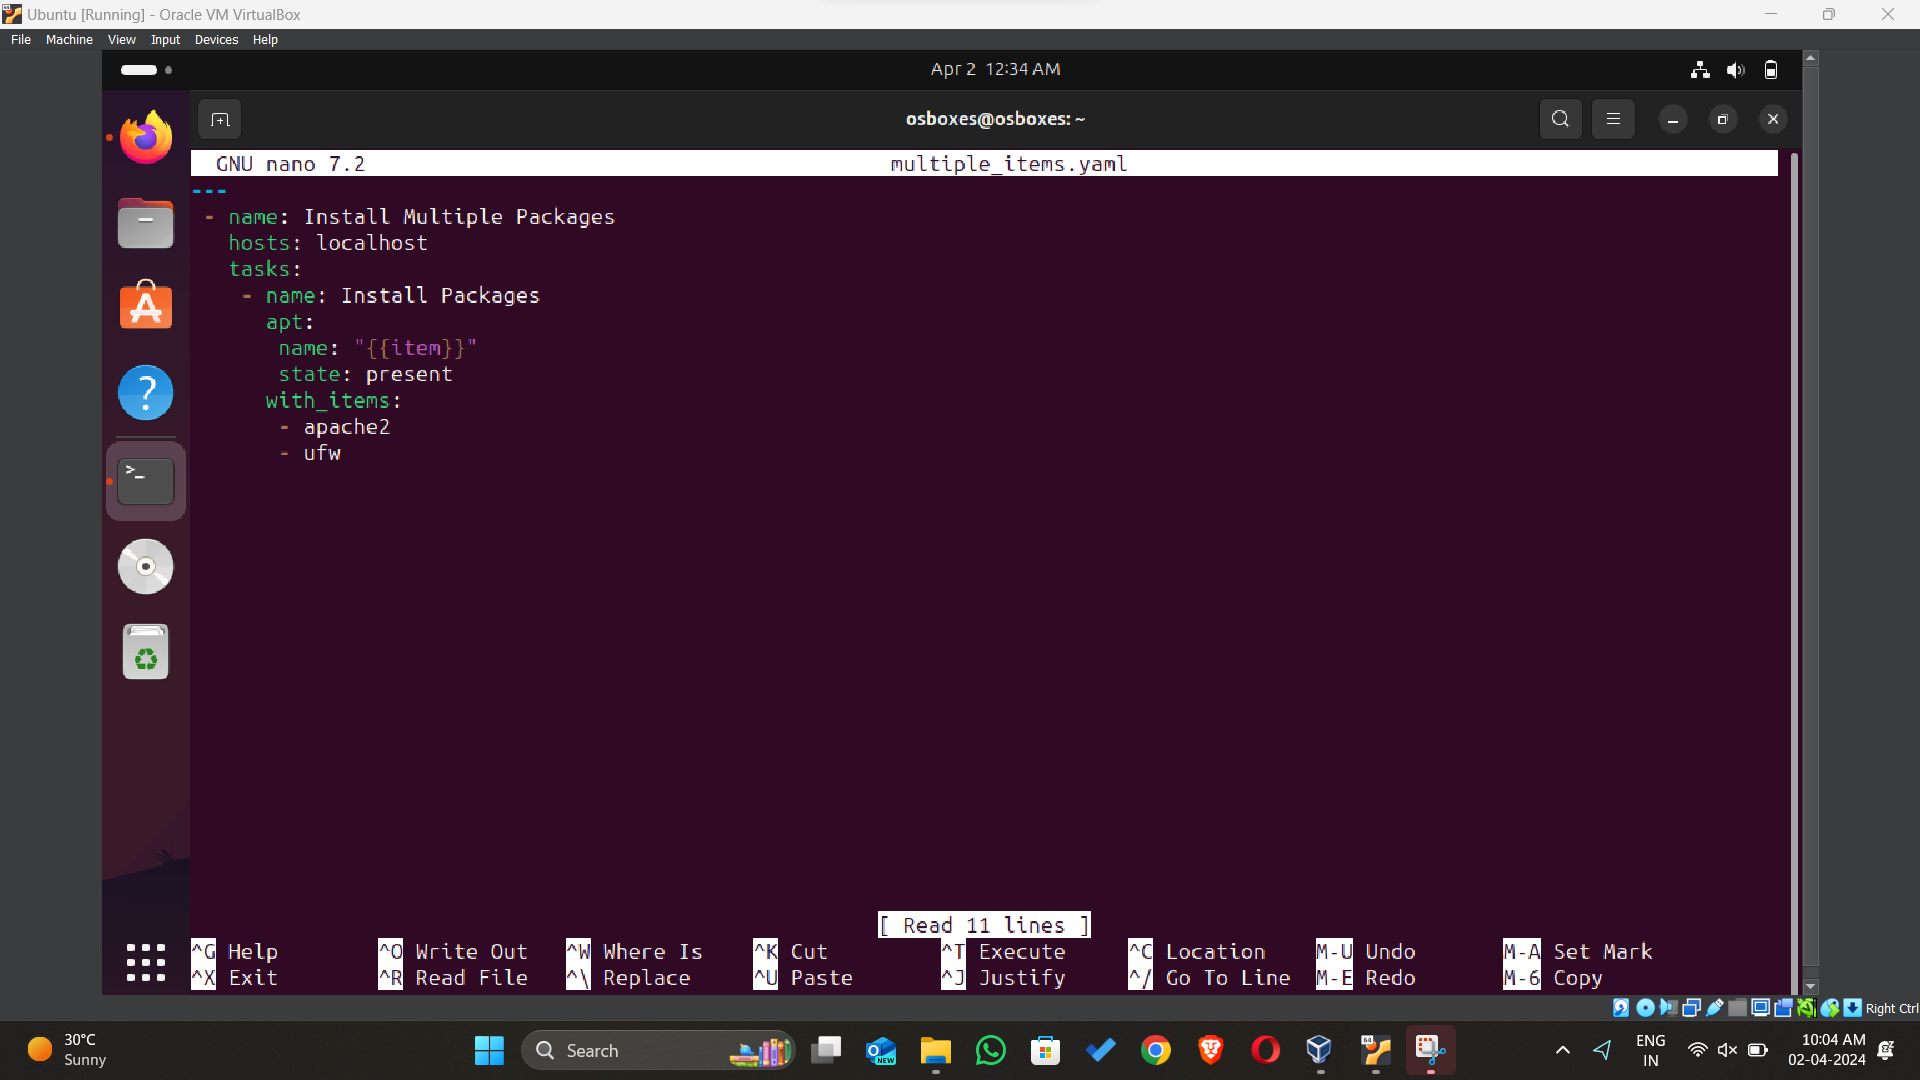 Ubuntu [Running] - Oracle VM VirtualBox
File Machine View Input Devices Help
Apr 2 12:34 AM
osboxes@osboxes: ~
GNU nano 7.2 multiple_items.yaml
---
- name: Install Multiple Packages
hosts: localhost
tasks:
- name: Install Packages
apt:
name: "{{item}}"
state: present
with_items:
- apache2
- ufw
[ Read 11 lines ]
^G Help ^O Write Out ^W Where Is ^K Cut ^T Execute ^C Location M-U Undo M-A Set Mark
^X Exit ^R Read File ^\ Replace ^U Paste ^J Justify ^/ Go To Line M-E Redo M-6 Copy
Right Ctrl
30°C
Sunny
Search
NEW
64
ENG
IN
10:04 AM
02-04-2024